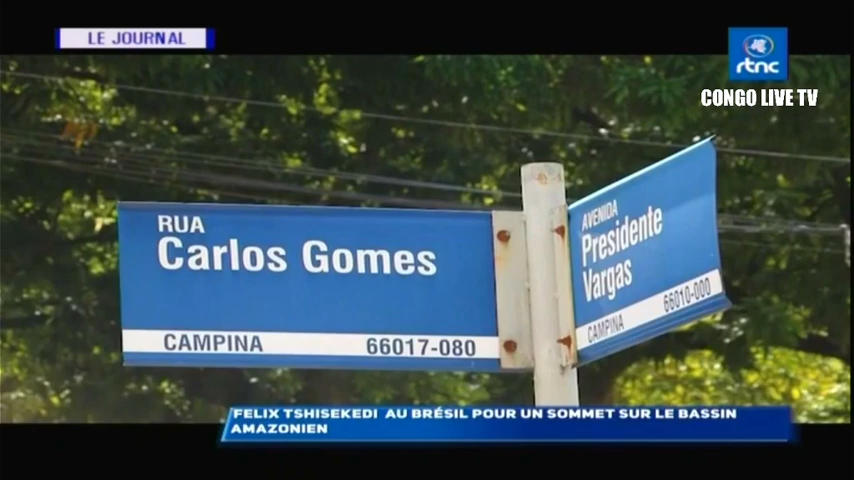 LE JOURNAL
rtnc
CONGO LIVE TV
RUA
Carlos Gomes
CAMPINA 66017-080
AVENIDA
Presidente
Vargas
CAMPINA 66010-000
FELIX TSHISEKEDI AU BRÉSIL POUR UN SOMMET SUR LE BASSIN
AMAZONIEN